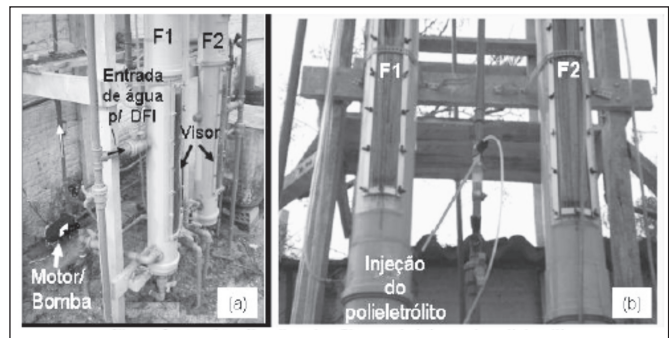 F1
F2
Entrada
de água
p/ DFI
Visor
Motor/
Bomba
(a)
F1
F2
Injeção
do
polieletrólito
(b)